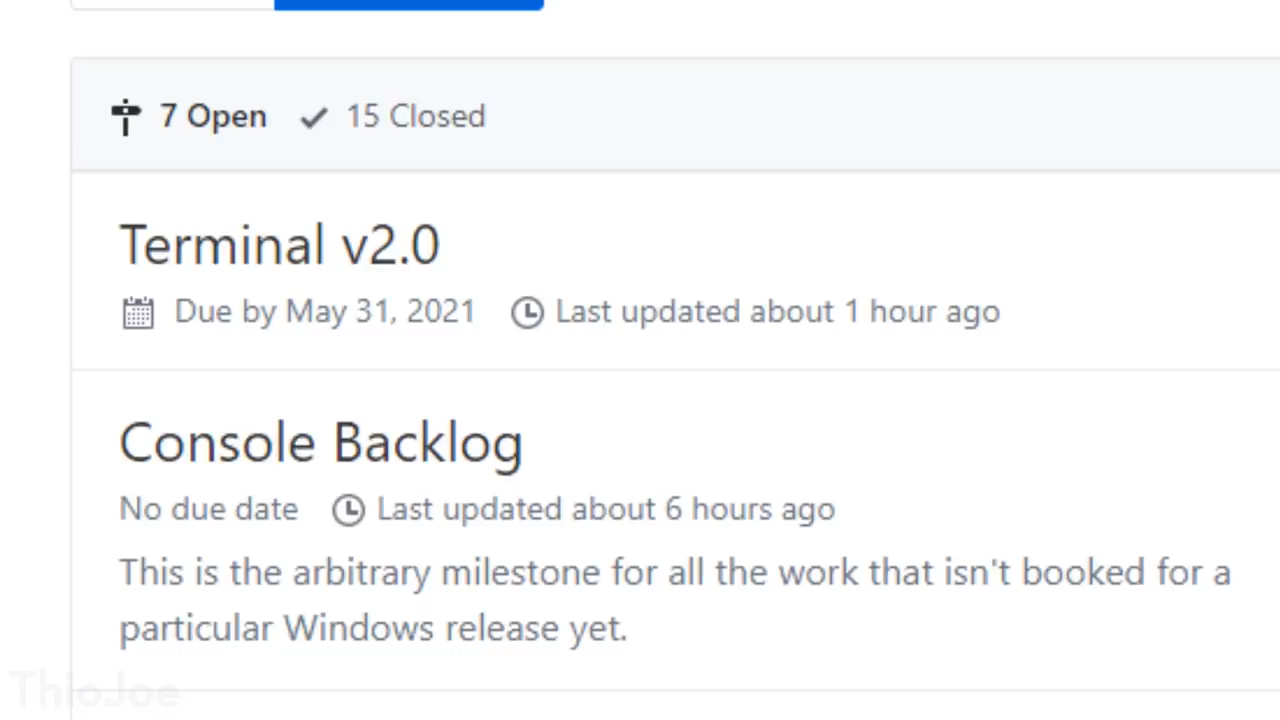 7 Open 15 Closed
Terminal v2.0
Due by May 31, 2021 Last updated about 1 hour ago
Console Backlog
No due date Last updated about 6 hours ago
This is the arbitrary milestone for all the work that isn't booked for a
particular Windows release yet.
ThioJoe